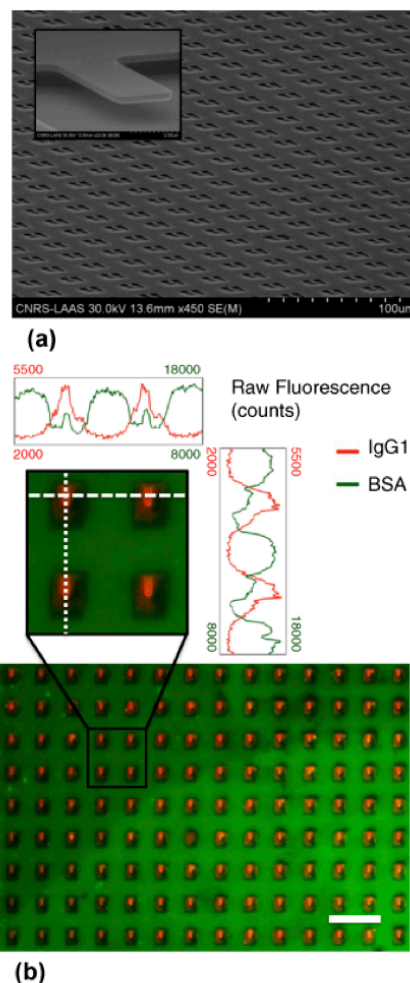 CNRS-LAAS 30.0kV 13.6mm x450 SE(M) 100um
(a)
5500 18000
2000 8000
Raw Fluorescence
(counts)
2000 5500
8000 18000
IgG1
BSA
(b)